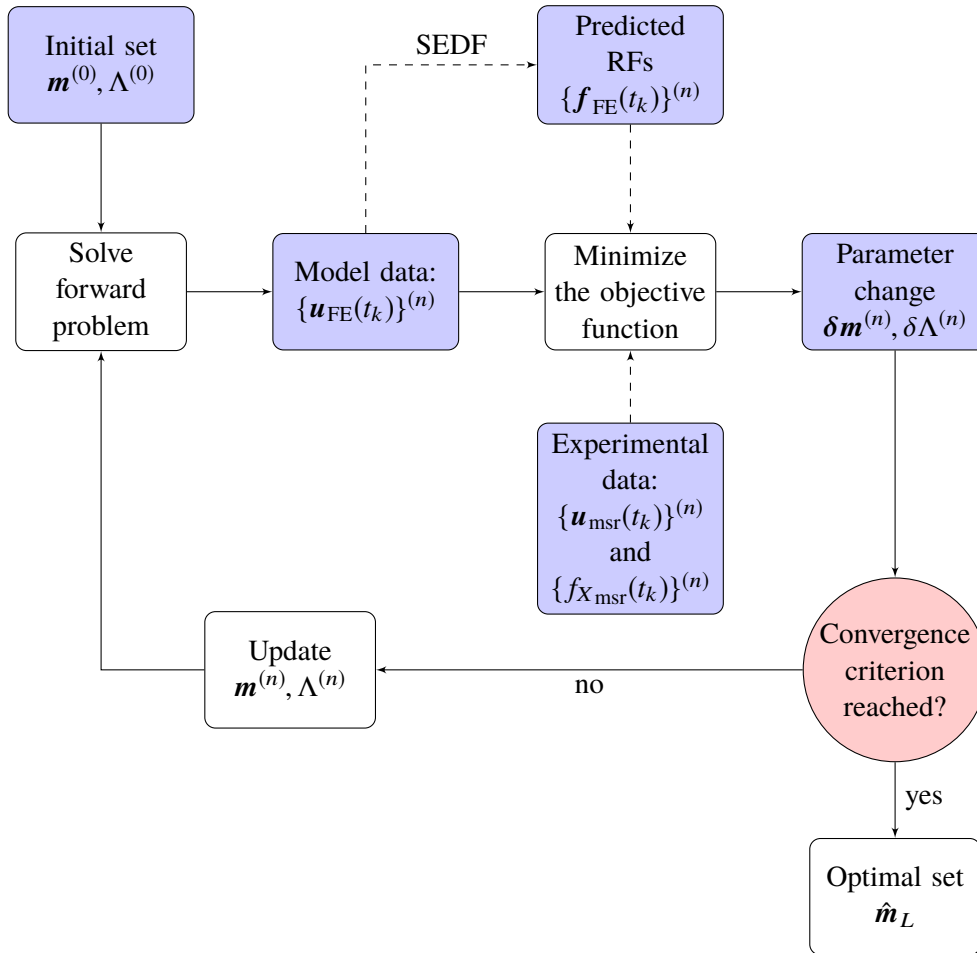 Initial set
𝒎⁽⁰⁾, Λ⁽⁰⁾
SEDF
Predicted
RFs
{𝒇_FE(t_k)}⁽ⁿ⁾
Solve
forward
problem
Model data:
{𝒖_FE(t_k)}⁽ⁿ⁾
Minimize
the objective
function
Parameter
change
𝜹𝒎⁽ⁿ⁾, δΛ⁽ⁿ⁾
Experimental
data:
{𝒖_msr(t_k)}⁽ⁿ⁾
and
{f_X_msr(t_k)}⁽ⁿ⁾
Update
𝒎⁽ⁿ⁾, Λ⁽ⁿ⁾
no
Convergence
criterion
reached?
yes
Optimal set
𝒎̂_L